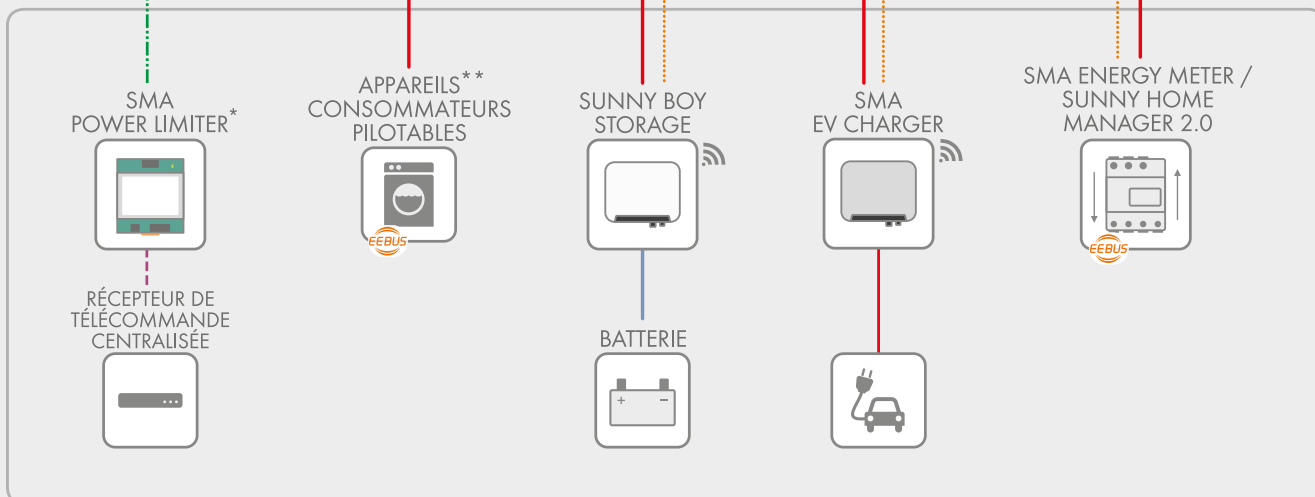 SMA
POWER LIMITER*
APPAREILS**
CONSOMMATEURS
PILOTABLES
EEBUS
SUNNY BOY
STORAGE
SMA
EV CHARGER
SMA ENERGY METER /
SUNNY HOME
MANAGER 2.0
EEBUS
RÉCEPTEUR DE
TÉLÉCOMMANDE
CENTRALISÉE
BATTERIE
+ −